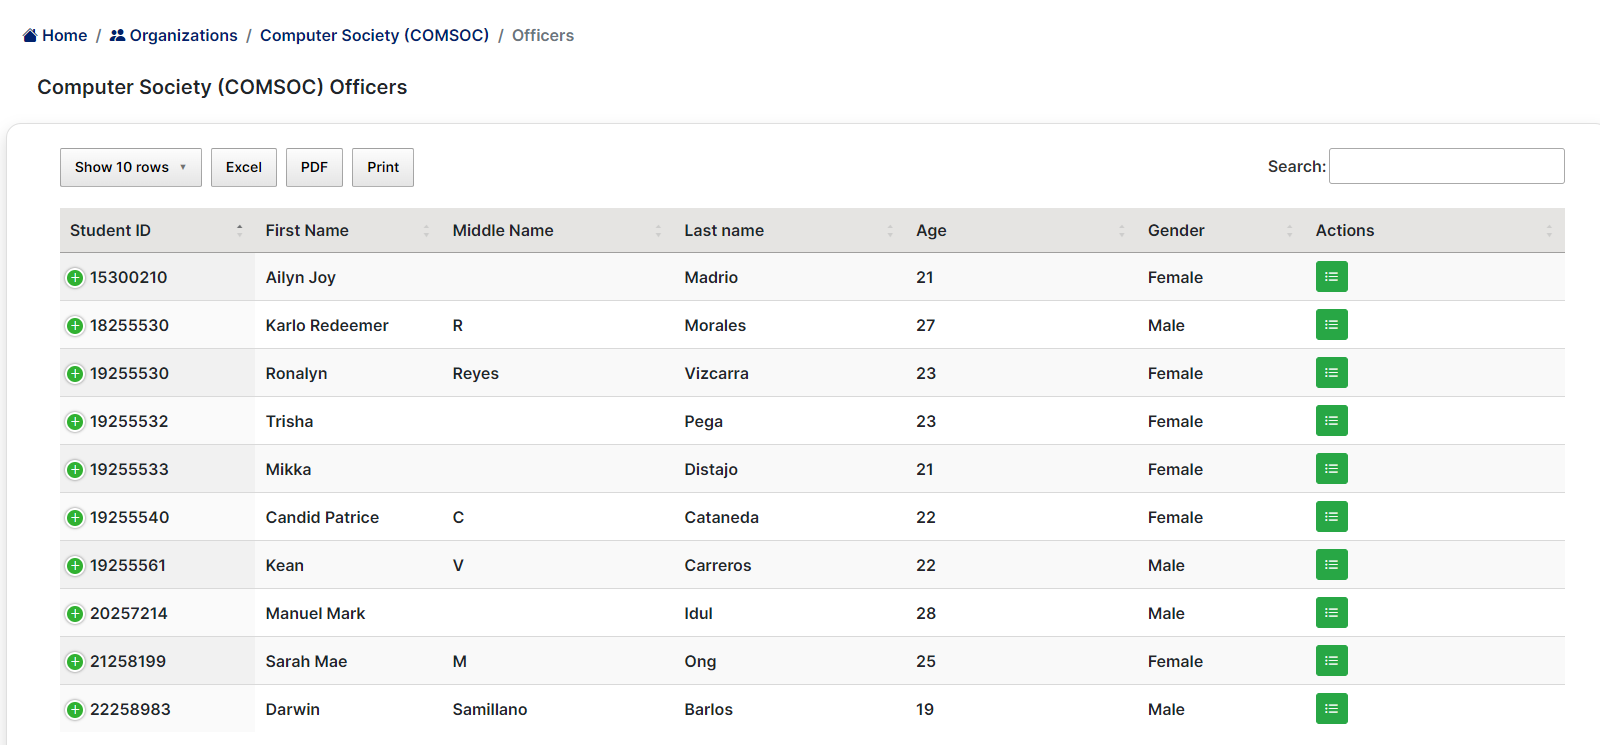 Home / Organizations / Computer Society (COMSOC) / Officers
Computer Society (COMSOC) Officers
Show 10 rows Excel PDF Print Search:
Student ID First Name Middle Name Last name Age Gender Actions
15300210 Ailyn Joy Madrio 21 Female
18255530 Karlo Redeemer R Morales 27 Male
19255530 Ronalyn Reyes Vizcarra 23 Female
19255532 Trisha Pega 23 Female
19255533 Mikka Distajo 21 Female
19255540 Candid Patrice C Cataneda 22 Female
19255561 Kean V Carreros 22 Male
20257214 Manuel Mark Idul 28 Male
21258199 Sarah Mae M Ong 25 Female
22258983 Darwin Samillano Barlos 19 Male